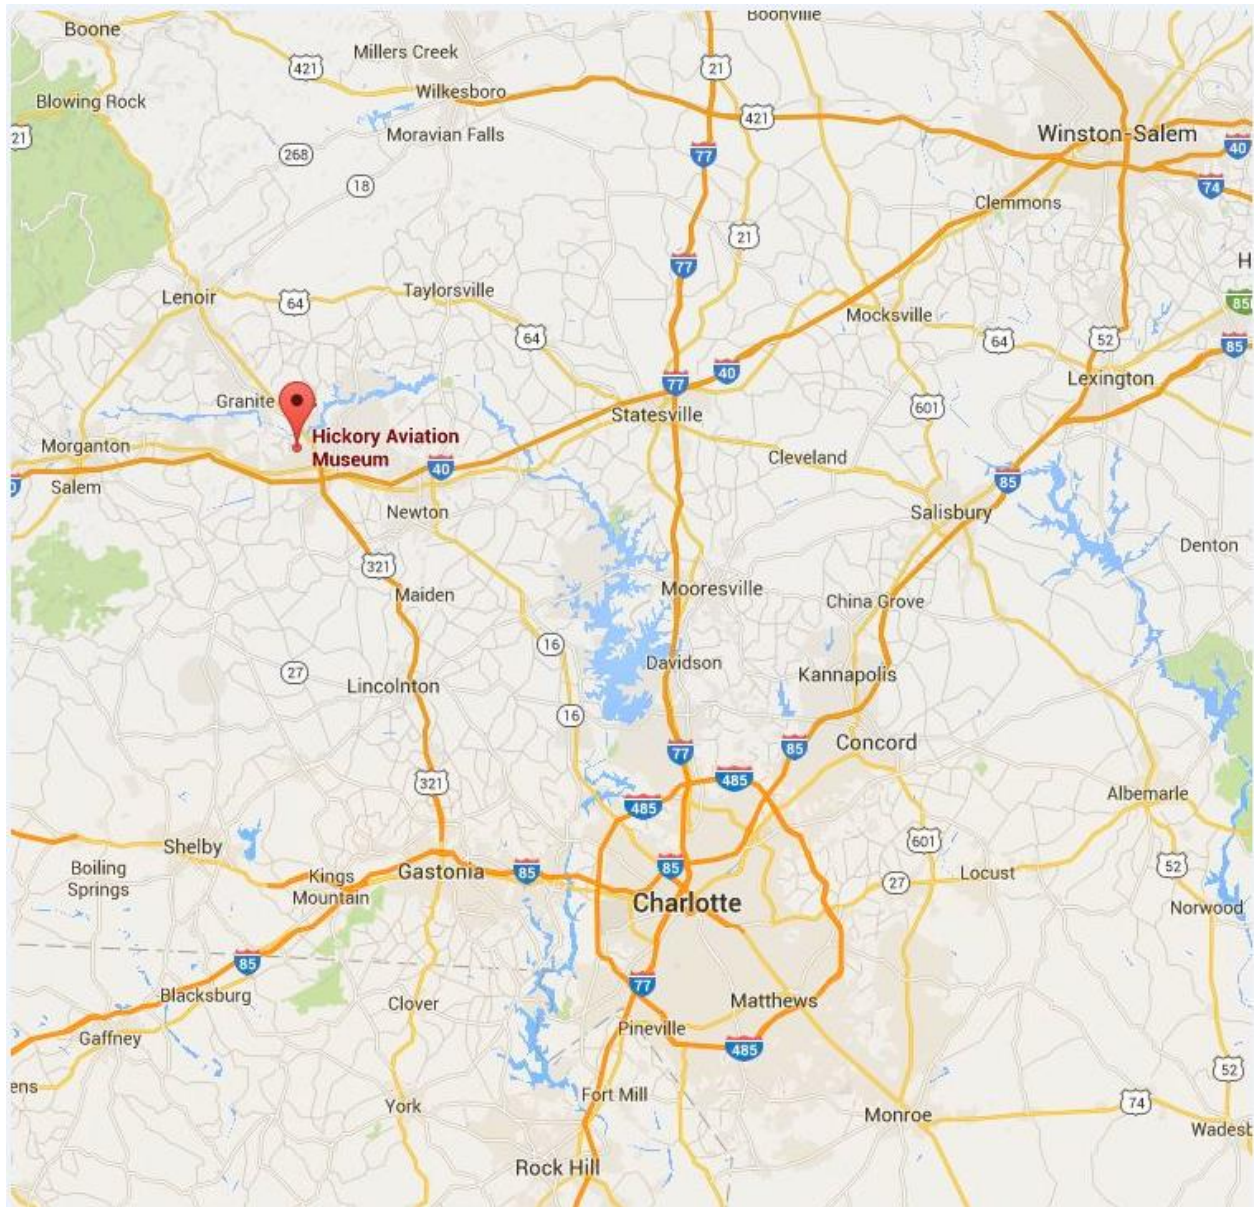 Boone
Boonville
Millers Creek
421
21
Wilkesboro
Blowing Rock
421
Moravian Falls
Winston-Salem
21
40
268
77
18
74
Clemmons
21
77
H
Lenoir
64
Taylorsville
85
Mocksville
64
64
52
85
40
77
Lexington
Granite
601
Statesville
Hickory Aviation
Museum
Morganton
40
Cleveland
Salem
85
Newton
Salisbury
Denton
321
Maiden
Mooresville
China Grove
16
Davidson
27
Kannapolis
Lincolnton
16
77
85
Concord
321
485
485
Albemarle
Shelby
601
Boiling
Springs
Kings
Mountain
Gastonia
85
85
27
Locust
52
Charlotte
Norwood
85
77
Blacksburg
Clover
Matthews
Gaffney
Pineville
485
52
ens
York
Fort Mill
74
Monroe
Wadesb
Rock Hill